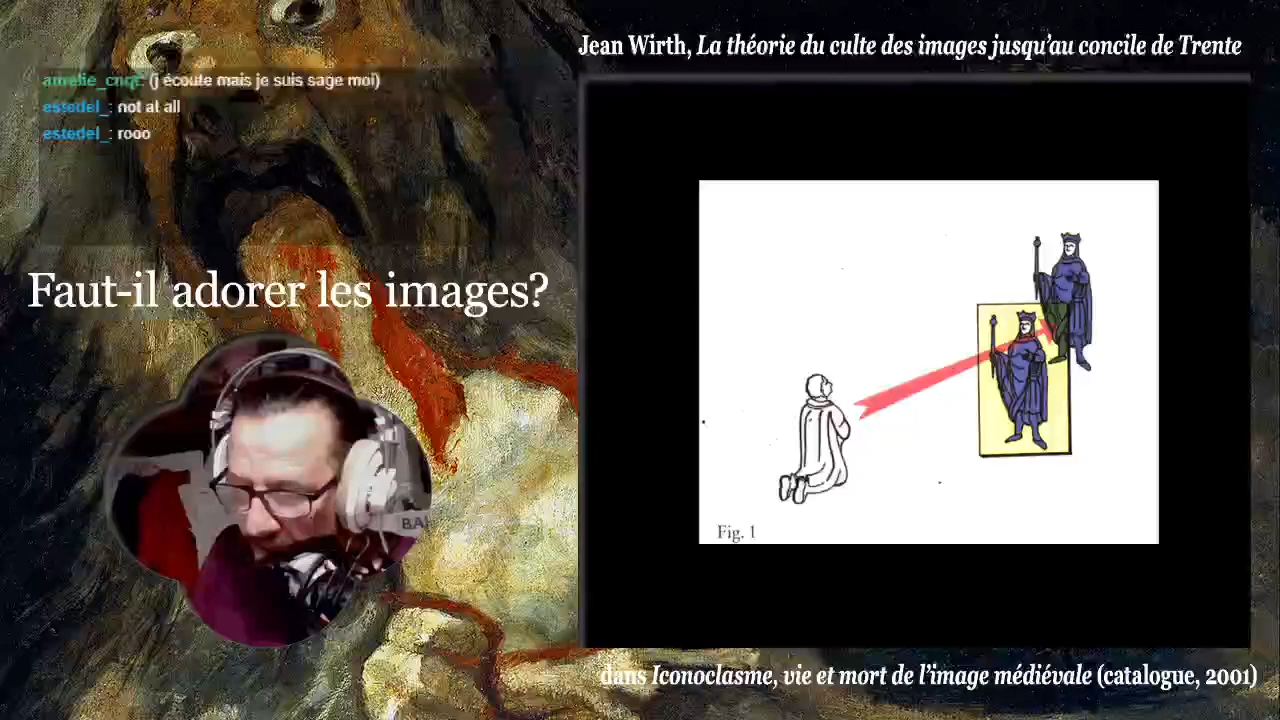 Jean Wirth, La théorie du culte des images jusqu'au concile de Trente
amelie_cnqt: (j écoute mais je suis sage moi)
estedel_: not at all
estedel_: rooo
Faut-il adorer les images?
Fig. 1
dans Iconoclasme, vie et mort de l'image médiévale (catalogue, 2001)